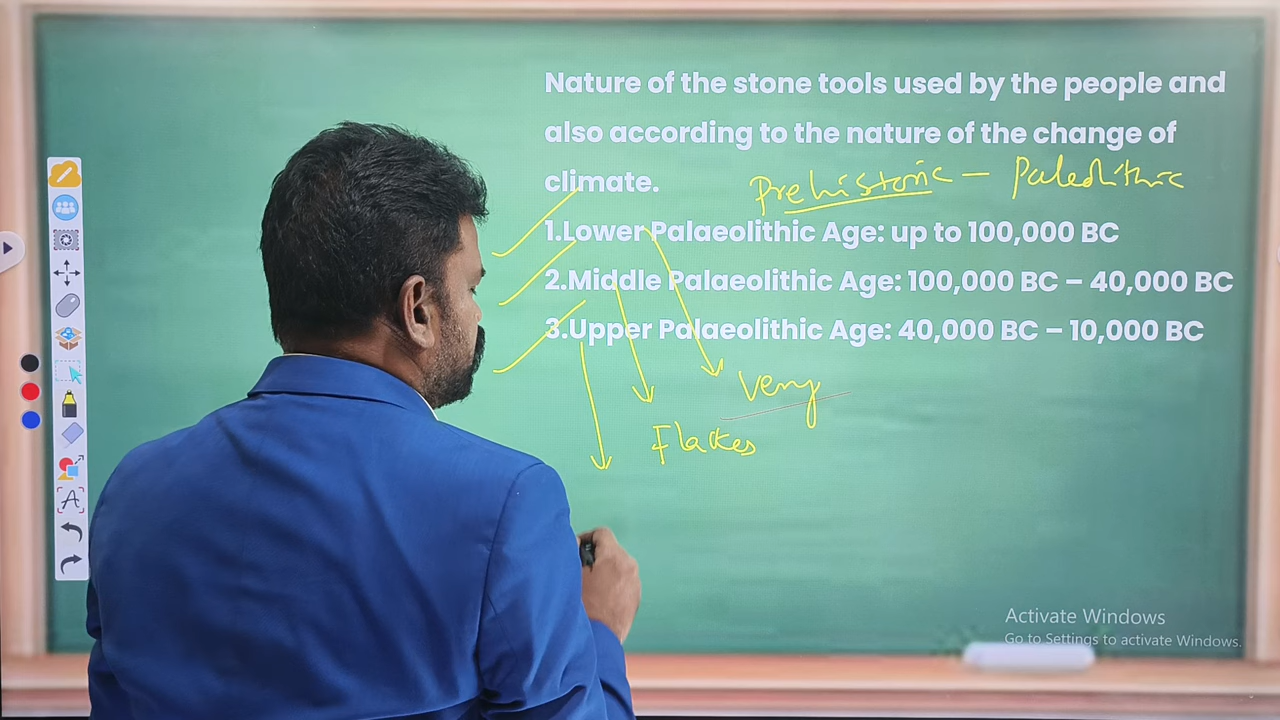 Nature of the stone tools used by the people and
also according to the nature of the change of
climate.
Prehistoric – Paleolithic
1.Lower Palaeolithic Age: up to 100,000 BC
2.Middle Palaeolithic Age: 100,000 BC – 40,000 BC
3.Upper Palaeolithic Age: 40,000 BC – 10,000 BC
Very
Flakes
Activate Windows
Go to Settings to activate Windows.